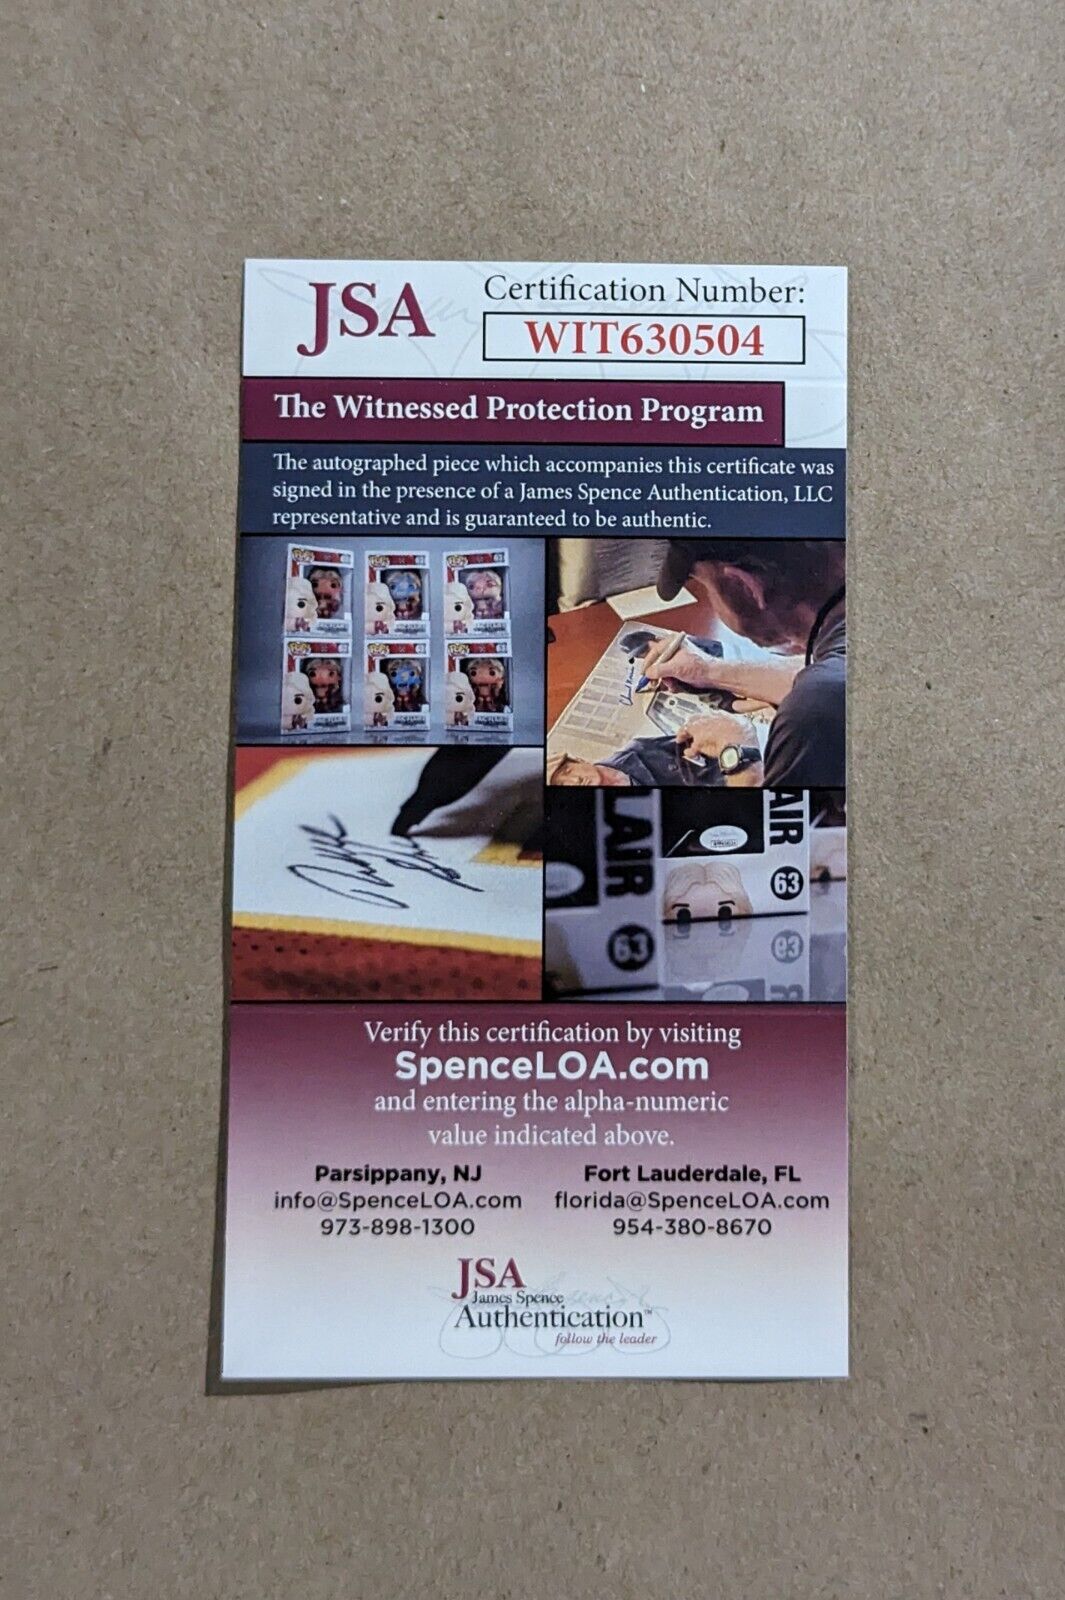 JSA
Certification Number:
WIT630504
The Witnessed Protection Program
The autographed piece which accompanies this certificate was
signed in the presence of a James Spence Authentication, LLC
representative and is guaranteed to be authentic.
LAIR
63
AIR
63
Verify this certification by visiting
SpenceLOA.com
and entering the alpha-numeric
value indicated above.
Parsippany, NJ
info@SpenceLOA.com
973-898-1300
Fort Lauderdale, FL
florida@SpenceLOA.com
954-380-8670
JSA
James Spence
Authentication™
follow the leader